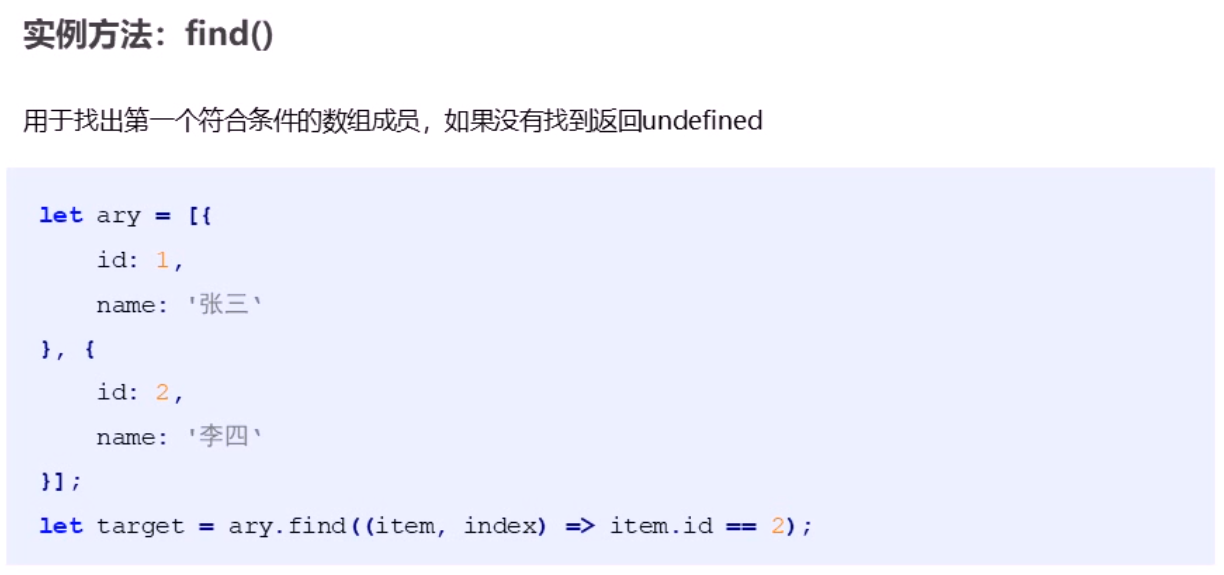 实例方法：find()
用于找出第一个符合条件的数组成员，如果没有找到返回undefined
let ary = [{
    id: 1,
    name: '张三‘
}, {
    id: 2,
    name: '李四‘
}];
let target = ary.find((item, index) => item.id == 2);